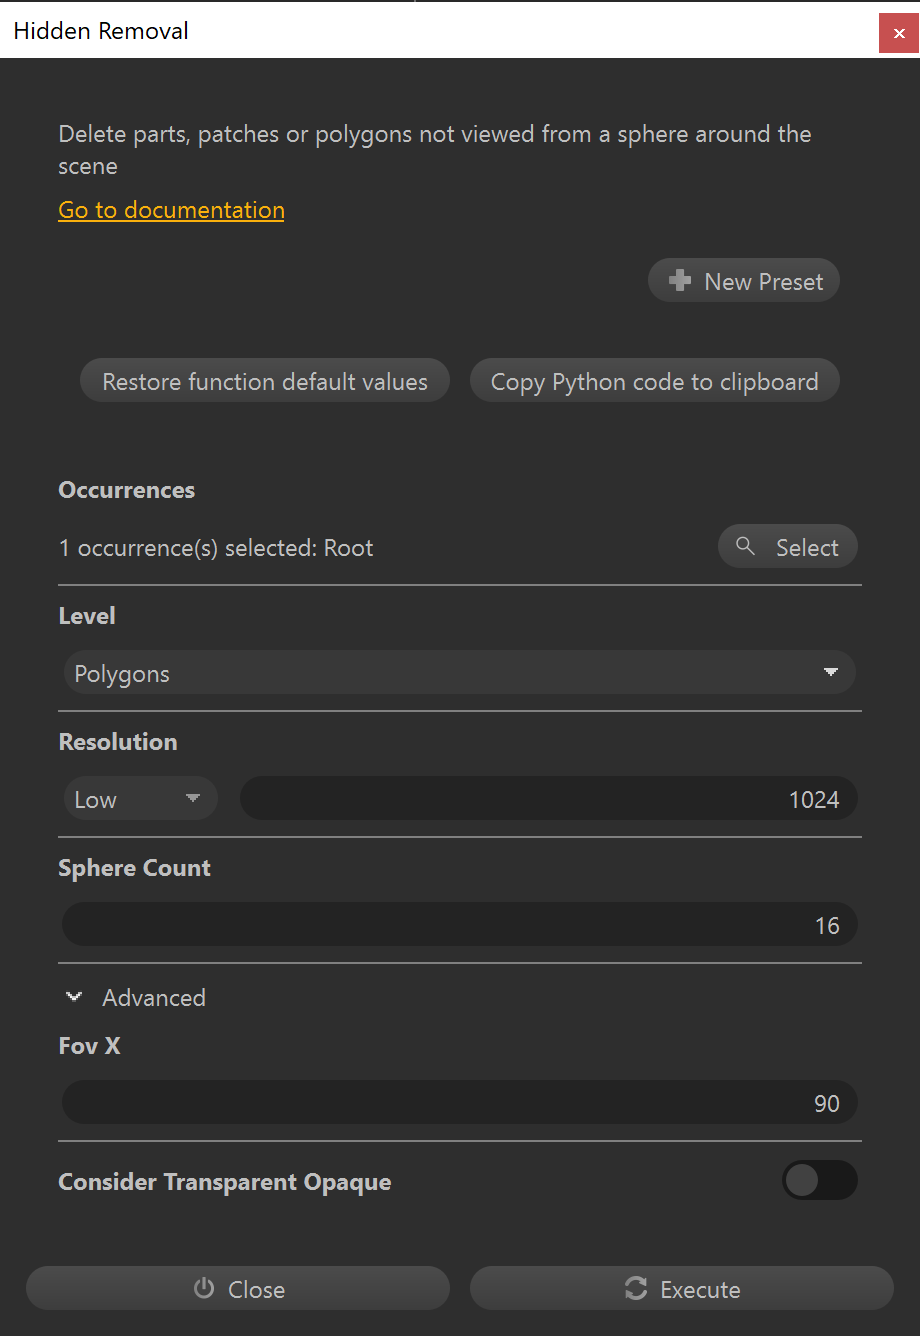 Hidden Removal
Delete parts, patches or polygons not viewed from a sphere around the
scene
Go to documentation
New Preset
Restore function default values
Copy Python code to clipboard
Occurrences
1 occurrence(s) selected: Root
Select
Level
Polygons
Resolution
Low
1024
Sphere Count
16
Advanced
Fov X
90
Consider Transparent Opaque
Close
Execute